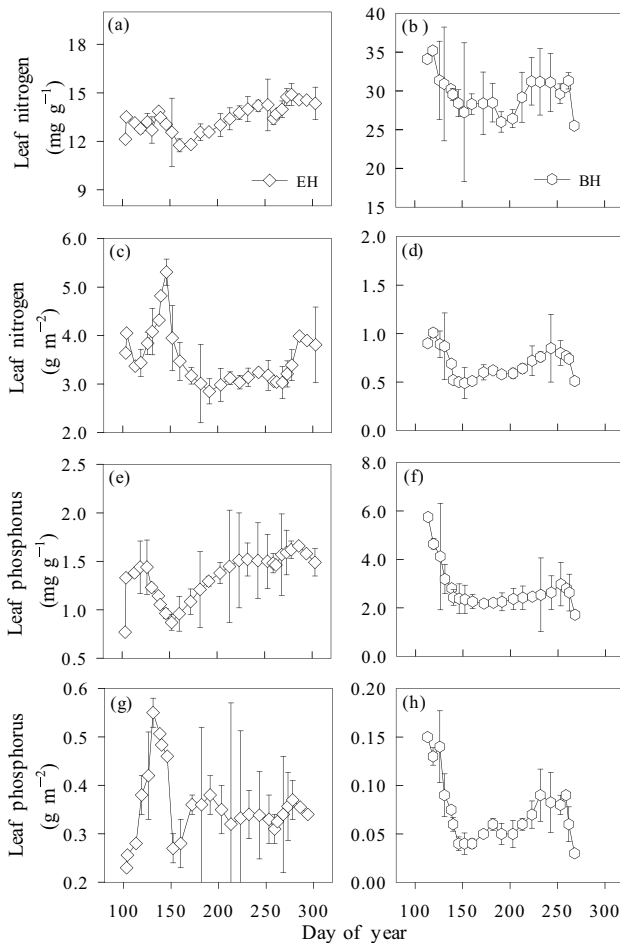 (a)
(b)
Leaf nitrogen
(mg g⁻¹)
18
15
12
9
EH
40
35
30
25
20
15
BH
(c)
(d)
Leaf nitrogen
(g m⁻²)
6.0
5.0
4.0
3.0
2.0
2.0
1.5
1.0
0.5
0.0
(e)
(f)
Leaf phosphorus
(mg g⁻¹)
2.5
2.0
1.5
1.0
0.5
8.0
6.0
4.0
2.0
0.0
(g)
(h)
Leaf phosphorus
(g m⁻²)
0.6
0.5
0.4
0.3
0.2
0.20
0.15
0.10
0.05
0.00
100 150 200 250 300
100 150 200 250 300
Day of year